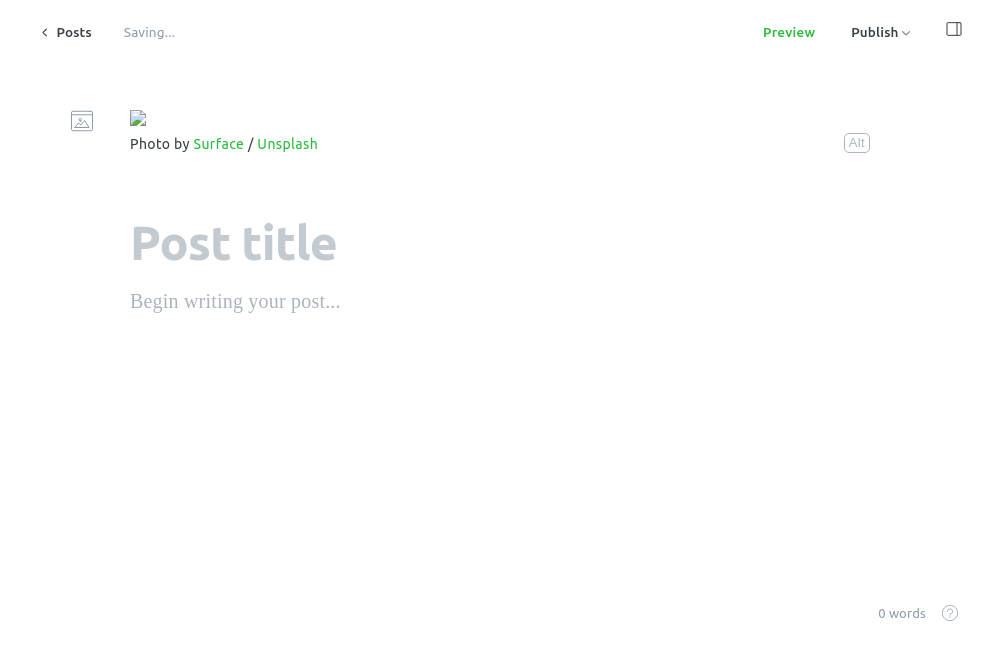 Posts Saving... Preview Publish
Photo by Surface / Unsplash Alt
Post title
Begin writing your post...
0 words ?